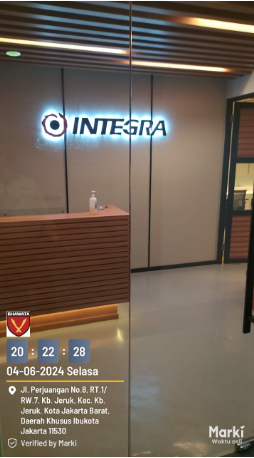 INTEGRA
BHAWATA
20 : 22 : 28
04-06-2024 Selasa
Jl. Perjuangan No.8, RT.1/
RW.7, Kb. Jeruk, Kec. Kb.
Jeruk, Kota Jakarta Barat,
Daerah Khusus Ibukota
Jakarta 11530
Verified by Marki
Marki
Waktu asli